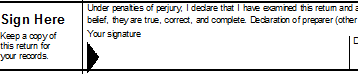 Sign Here
Keep a copy of
this return for
your records.
Under penalties of perjury, I declare that I have examined this return and a
belief, they are true, correct, and complete. Declaration of preparer (other
Your signature